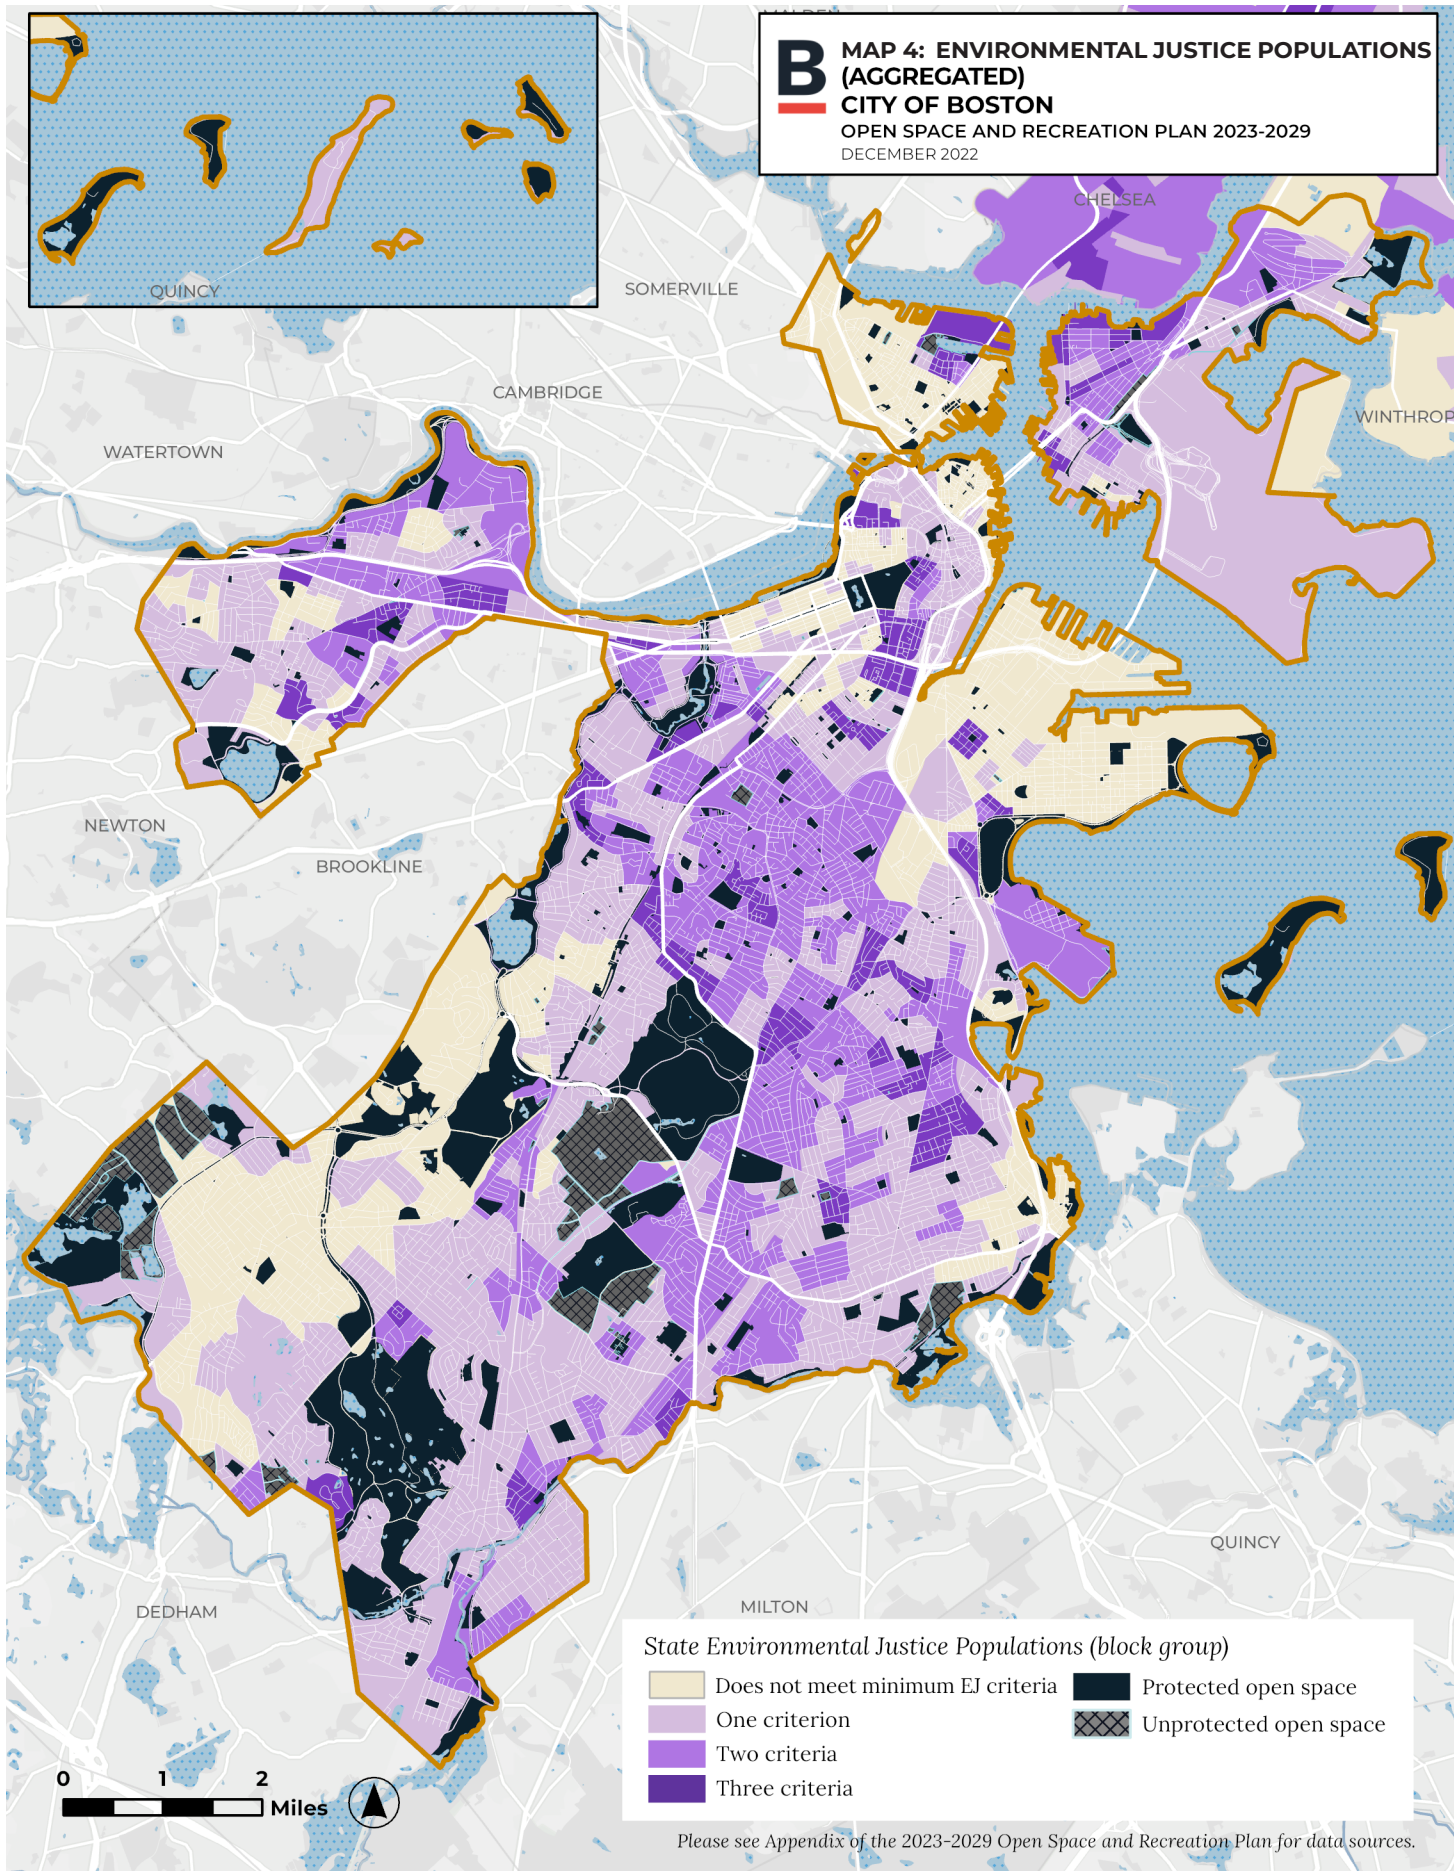 MALDEN
B
MAP 4: ENVIRONMENTAL JUSTICE POPULATIONS
(AGGREGATED)
CITY OF BOSTON
OPEN SPACE AND RECREATION PLAN 2023-2029
DECEMBER 2022
CHELSEA
QUINCY
SOMERVILLE
CAMBRIDGE
WINTHROP
WATERTOWN
NEWTON
BROOKLINE
QUINCY
DEDHAM
MILTON
State Environmental Justice Populations (block group)
Does not meet minimum EJ criteria
One criterion
Two criteria
Three criteria
Protected open space
Unprotected open space
0 1 2
Miles
Please see Appendix of the 2023-2029 Open Space and Recreation Plan for data sources.